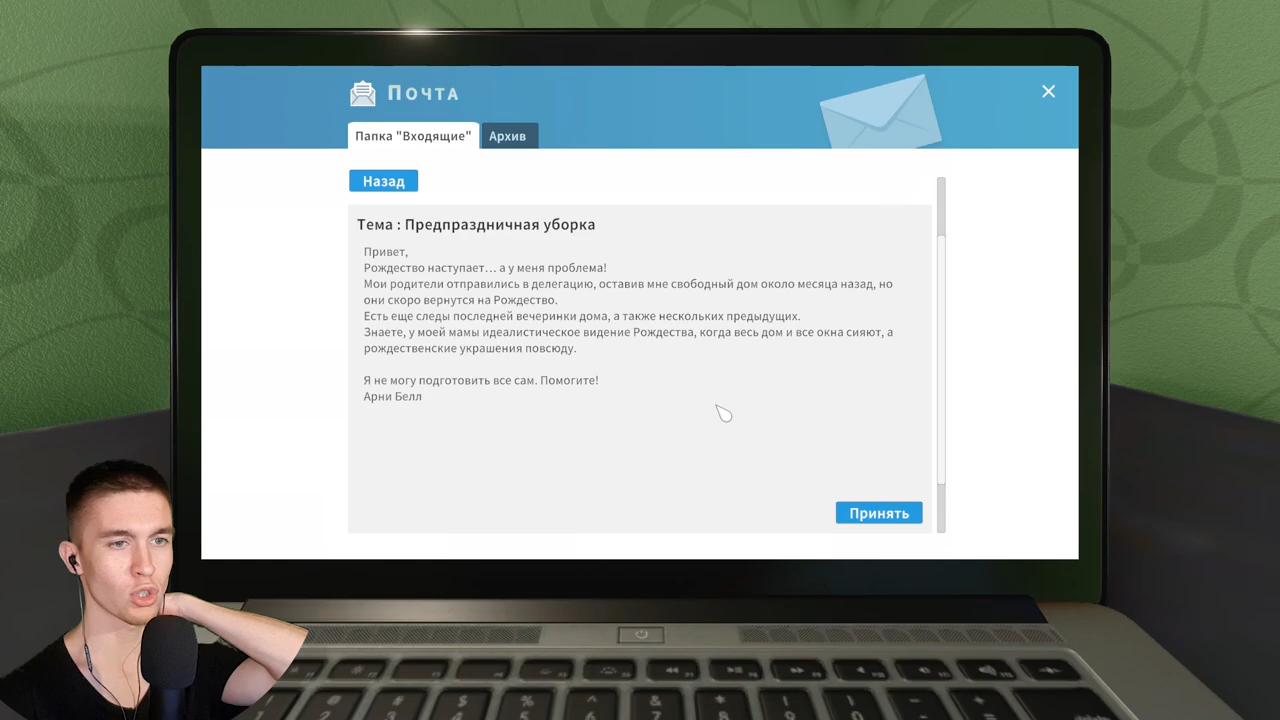 Почта
Папка "Входящие"
Архив
Назад
Тема : Предпраздничная уборка
Привет,
Рождество наступает... а у меня проблема!
Мои родители отправились в делегацию, оставив мне свободный дом около месяца назад, но
они скоро вернутся на Рождество.
Есть еще следы последней вечеринки дома, а также нескольких предыдущих.
Знаете, у моей мамы идеалистическое видение Рождества, когда весь дом и все окна сияют, а
рождественские украшения повсюду.
Я не могу подготовить все сам. Помогите!
Арни Белл
Принять